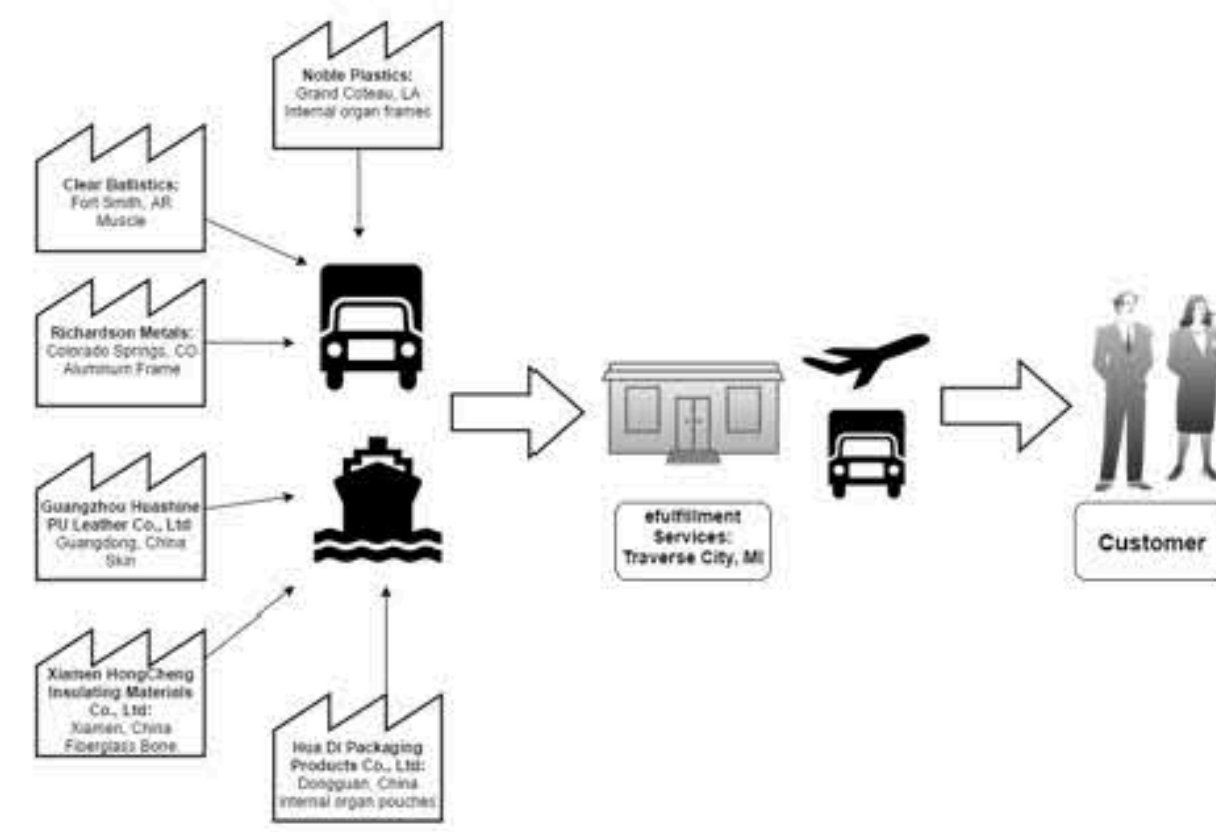 Noble Plastics:
Grand Coteau, LA
Internal organ frames
Clear Ballistics:
Fort Smith, AR
Muscle
Richardson Metals:
Colorado Springs, CO
Aluminum Frame
Guangzhou Huashine
PU Leather Co., Ltd
Guangdong, China
Skin
Xiamen HongCheng
Insulating Materials
Co., Ltd:
Xiamen, China
Fiberglass Bone
Hua Di Packaging
Products Co., Ltd:
Dongguan, China
internal organ pouches
efulfillment
Services:
Traverse City, MI
Customer